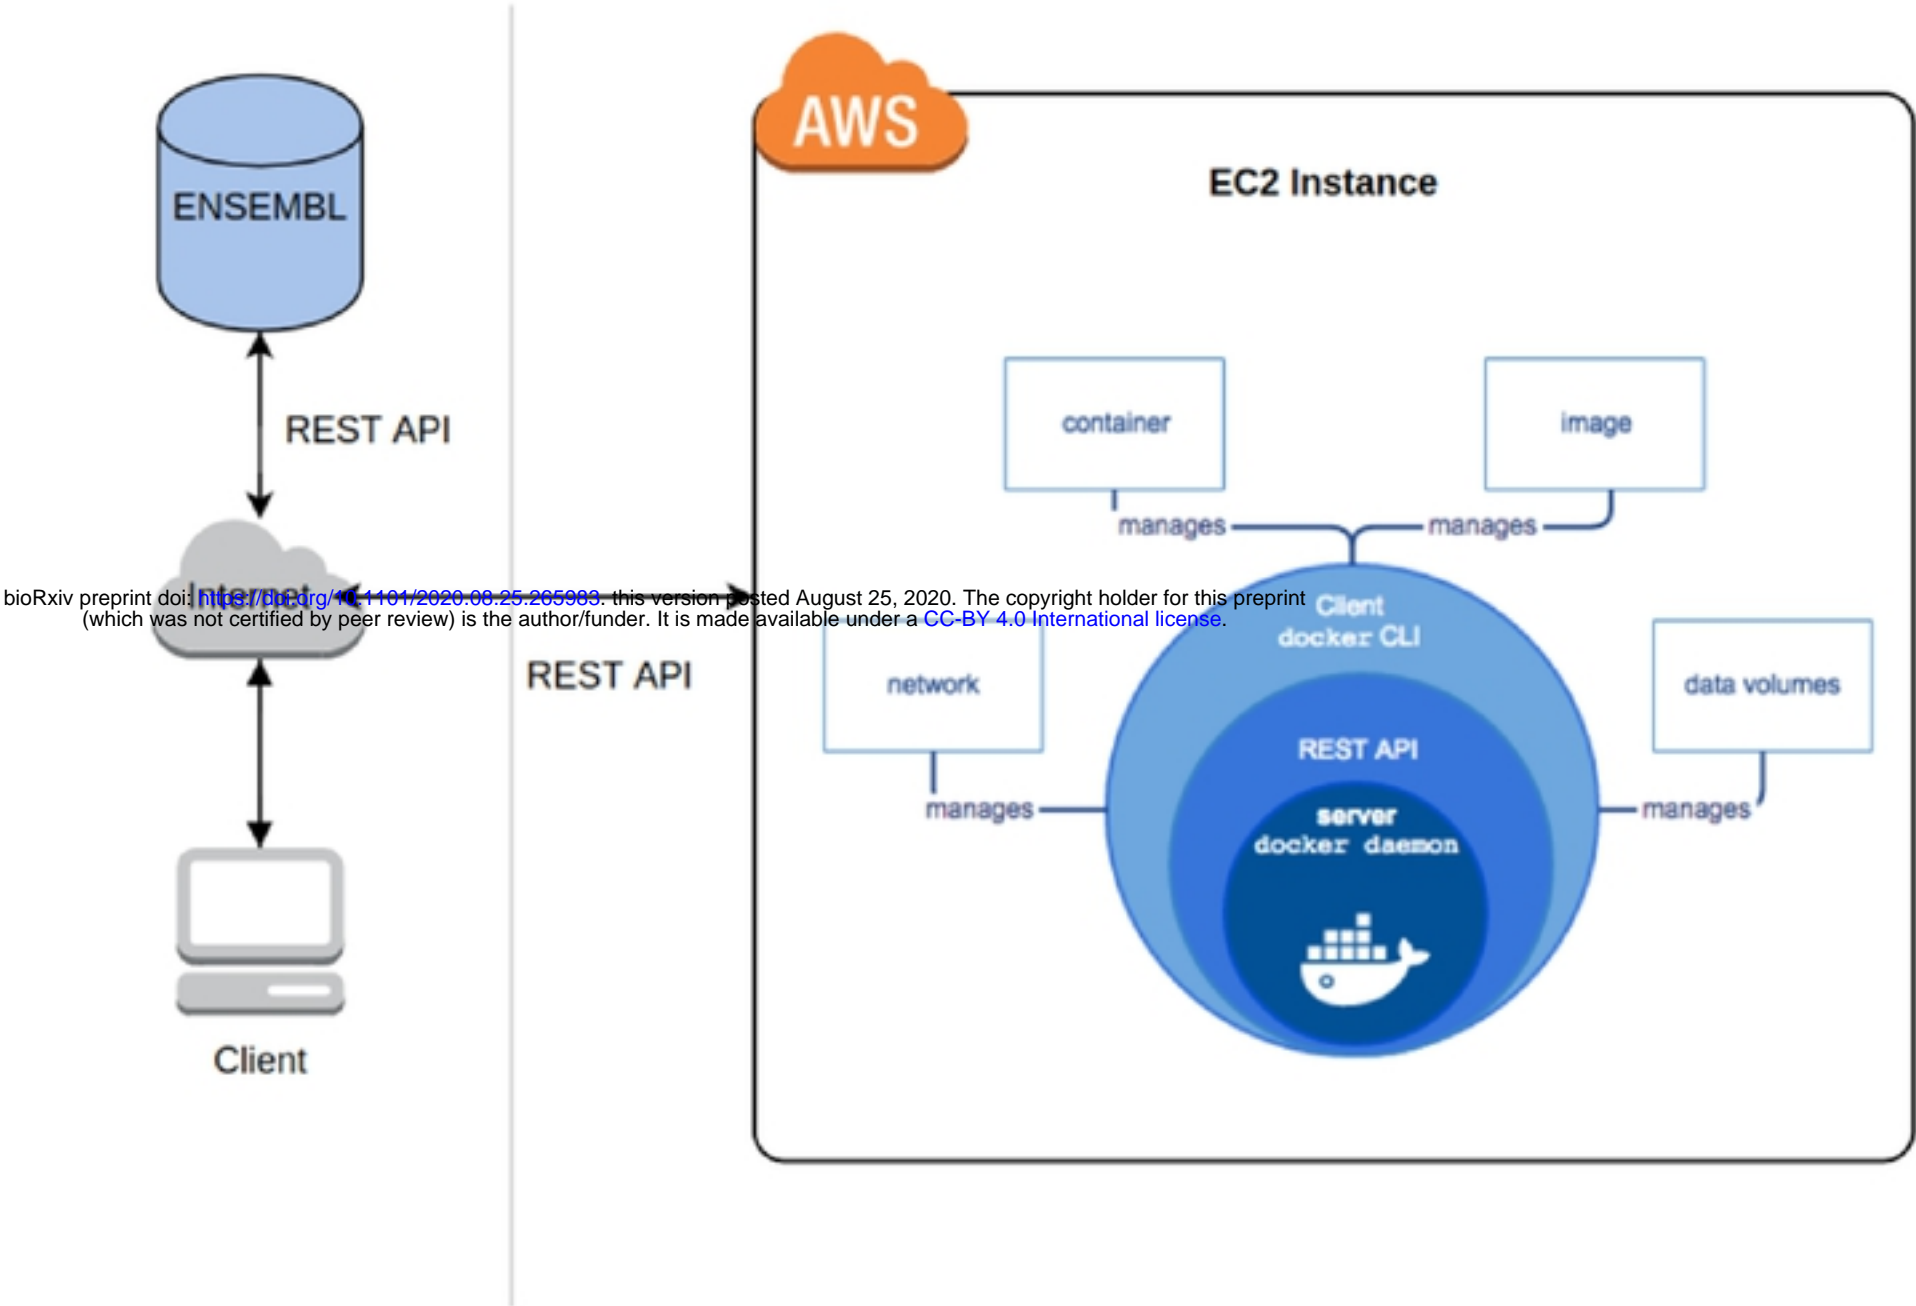 AWS
EC2 Instance
ENSEMBL
REST API
container
image
manages
manages
Internet
bioRxiv preprint doi: https://doi.org/10.1101/2020.08.25.265983. this version posted August 25, 2020. The copyright holder for this preprint
(which was not certified by peer review) is the author/funder. It is made available under a CC-BY 4.0 International license.
REST API
Client
docker CLI
network
data volumes
REST API
manages
manages
server
docker daemon
Client